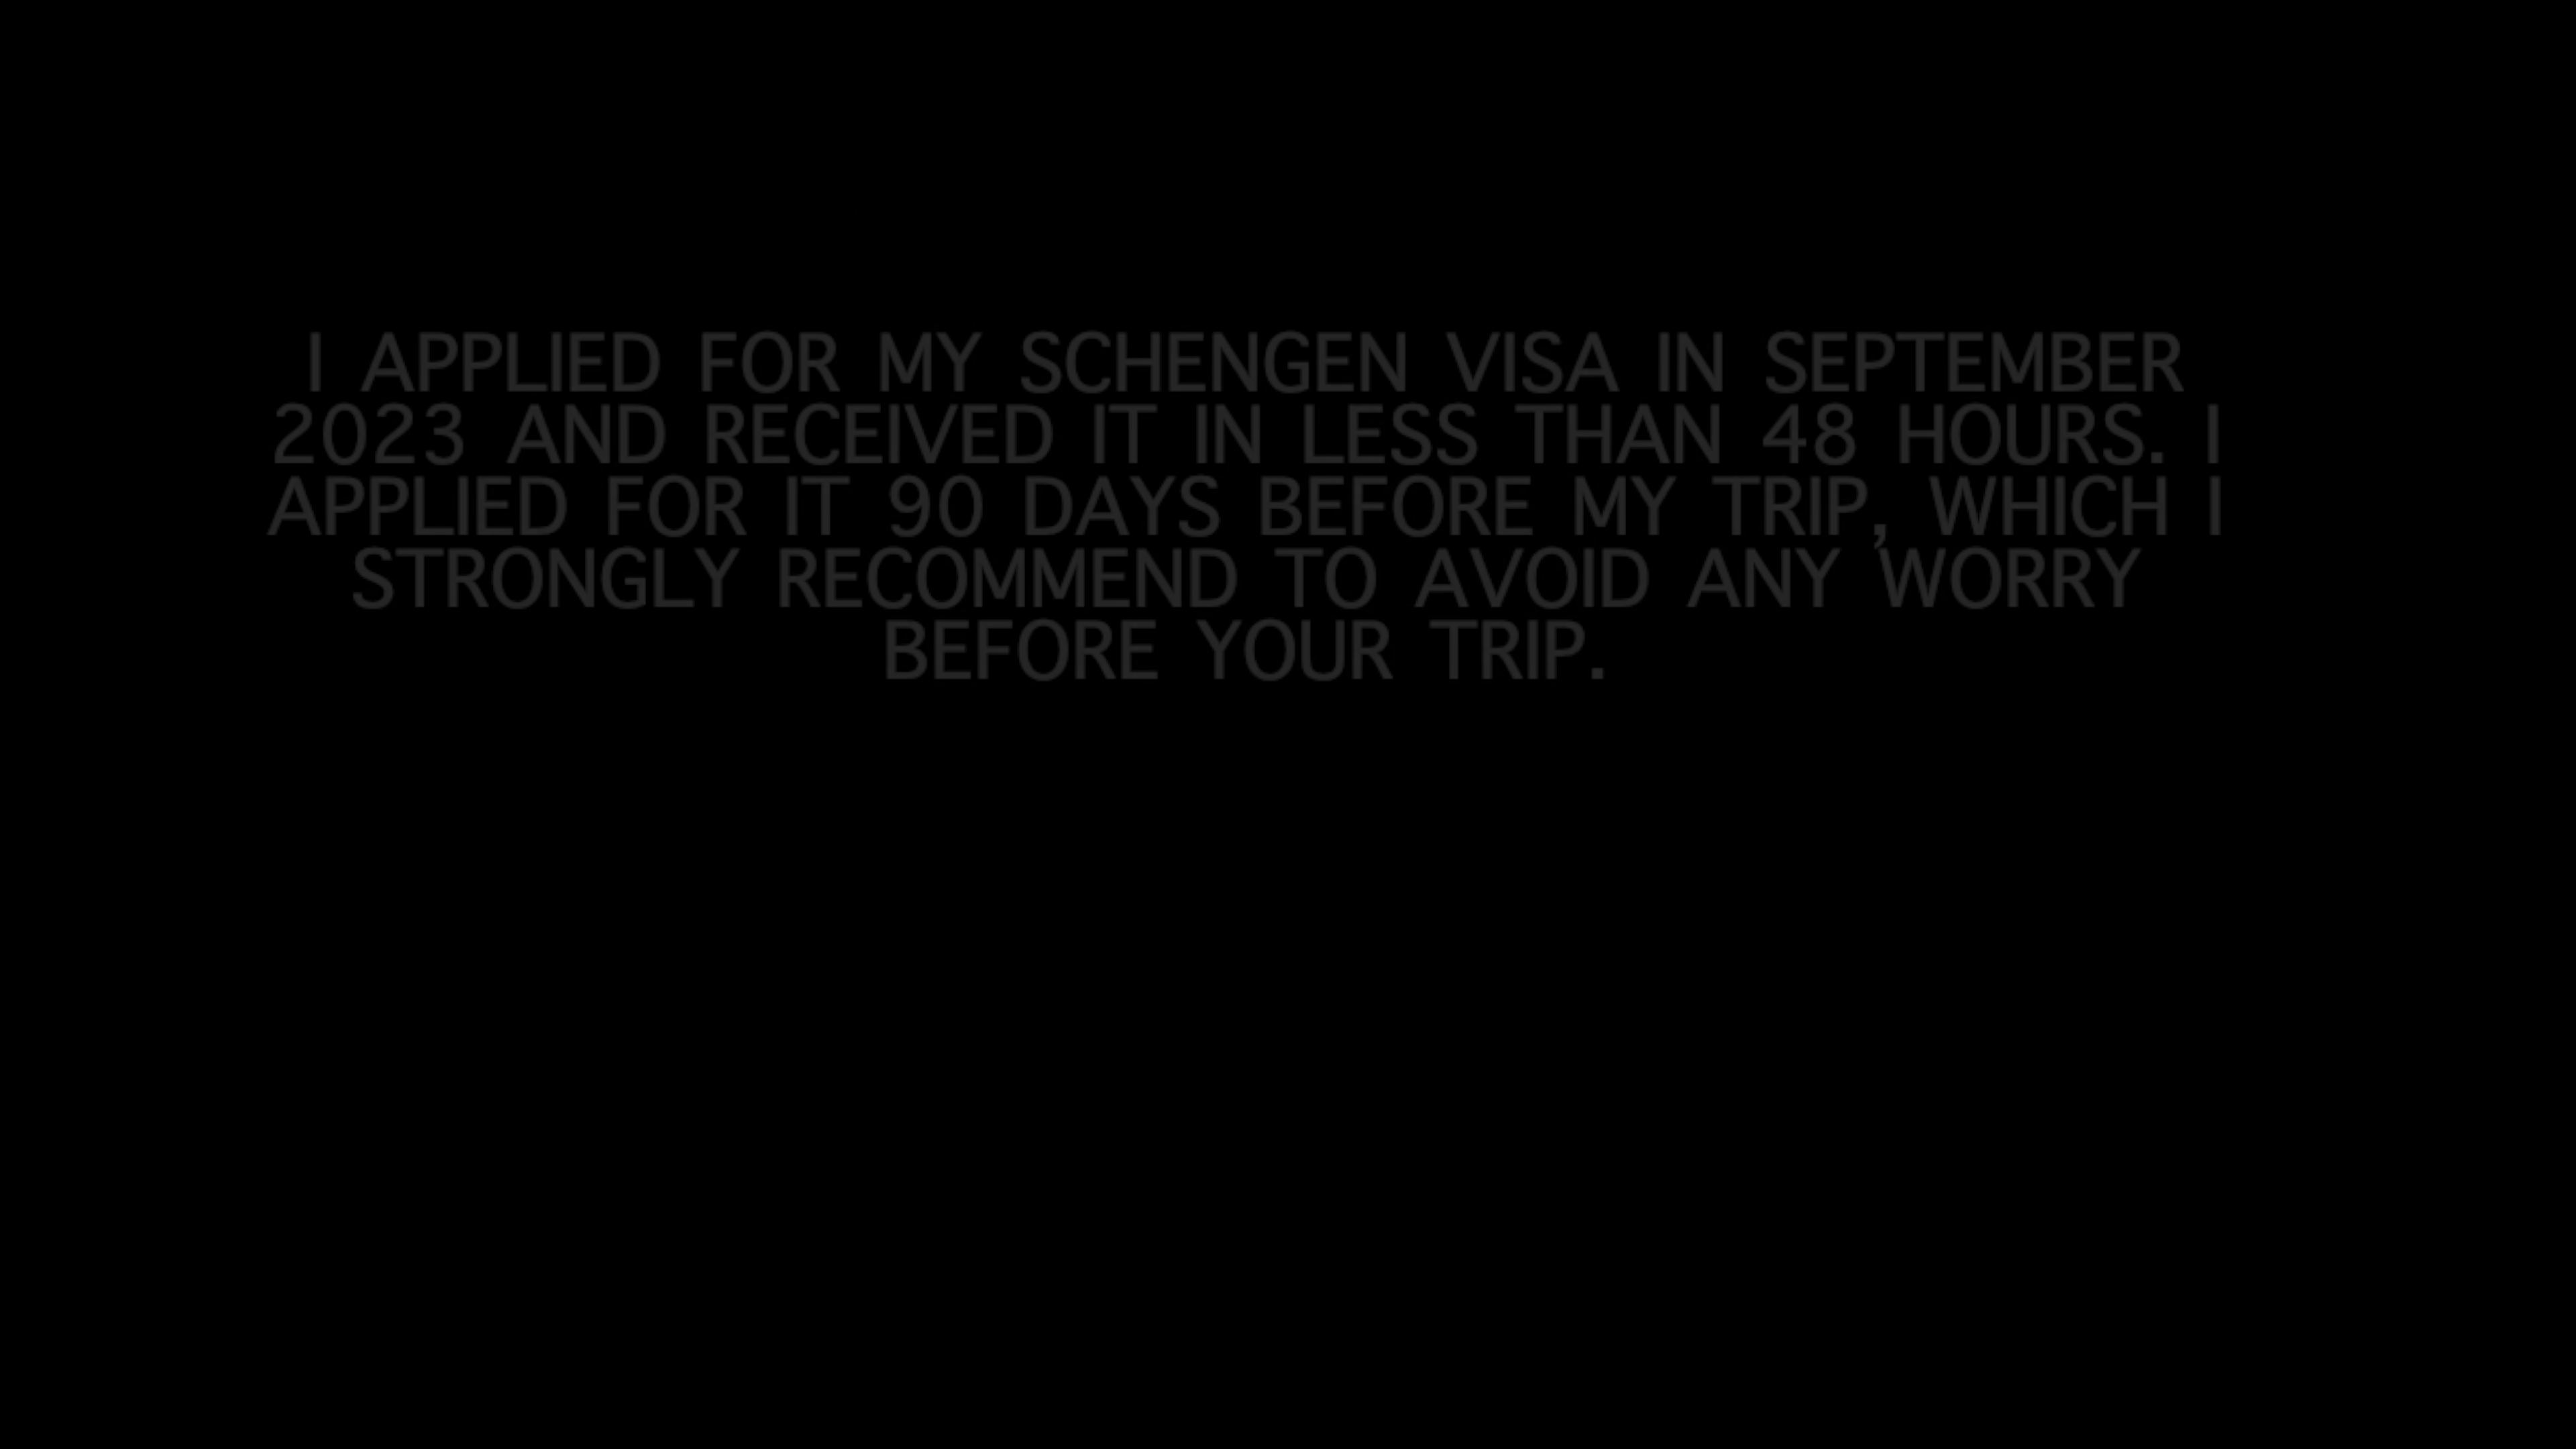 I APPLIED FOR MY SCHENGEN VISA IN SEPTEMBER
2023 AND RECEIVED IT IN LESS THAN 48 HOURS. I
APPLIED FOR IT 90 DAYS BEFORE MY TRIP, WHICH I
STRONGLY RECOMMEND TO AVOID ANY WORRY
BEFORE YOUR TRIP.